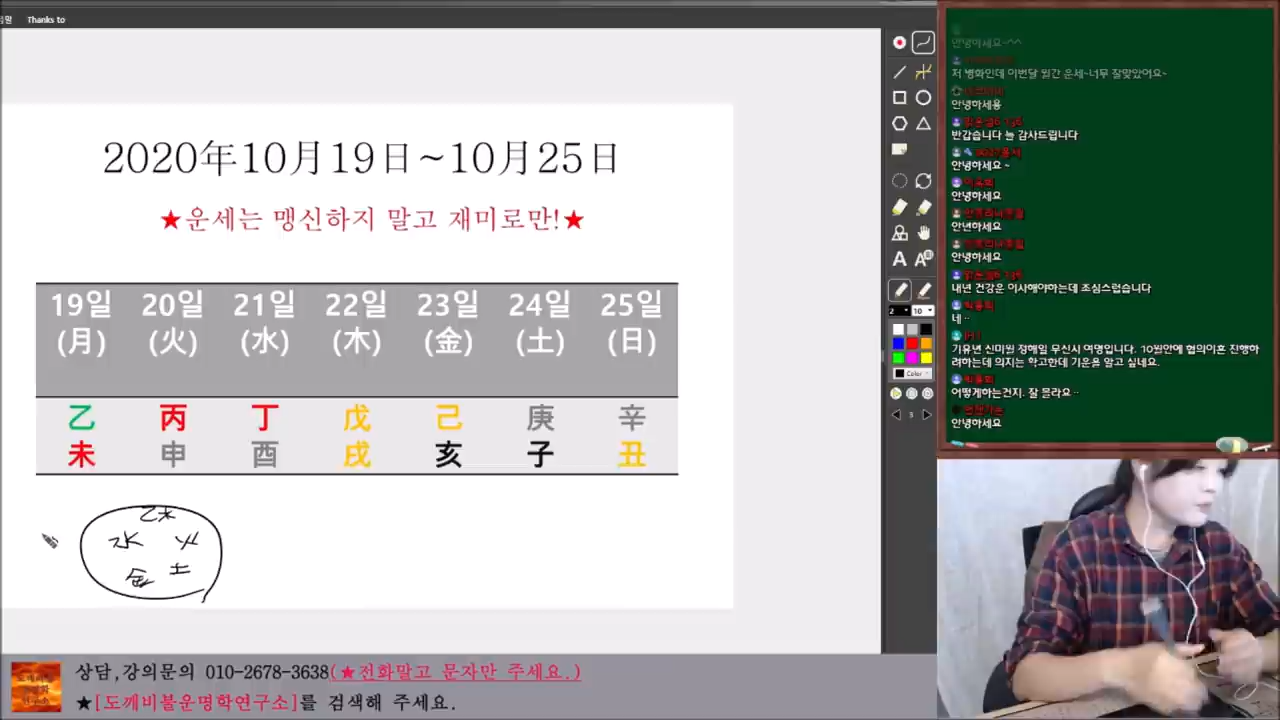 Thanks to
2020年10月19日~10月25日
★운세는 맹신하지 말고 재미로만!★
19일 20일 21일 22일 23일 24일 25일
(月) (火) (水) (木) (金) (土) (日)
乙 丙 丁 戊 己 庚 辛
未 申 酉 戌 亥 子 丑
乙木
水 火
金 土
2 10
Color
3
안녕하세요~^^
저 병화인데 이번달 월간 운세~너무 잘맞았어요~
안녕하세용
반갑습니다 늘 감사드립니다
안녕하세요 ~
안녕하세요
안년하세요
안녕하세요
내년 건강운 이사해야하는데 조심스럽습니다
네 ..
기유년 신미월 정해일 무신시 여명입니다. 10월안에 협의이혼 진행하
려하는데 의지는 확고한데 기운을 알고 싶네요.
어떻게하는건지. 잘 몰라요 ..
안녕하세요
상담,강의문의 010-2678-3638(★전화말고 문자만 주세요.)
★[도깨비불운명학연구소]를 검색해 주세요.